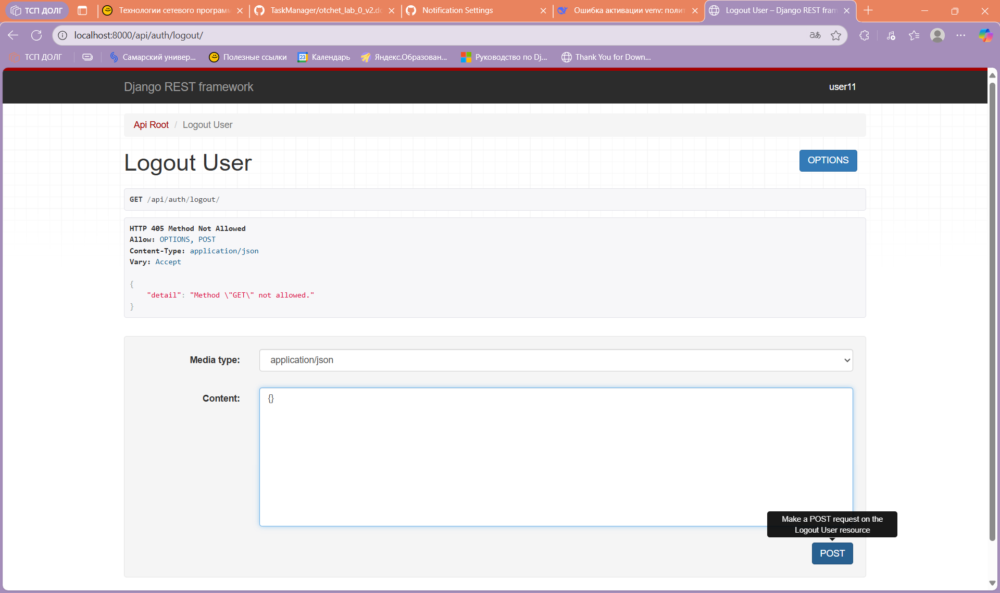 ТСП ДОЛГ
Технологии сетевого программ
TaskManager/otchet_lab_0_v2.do
Notification Settings
Ошибка активации venv: полит
Logout User – Django REST fram
localhost:8000/api/auth/logout/
ТСП ДОЛГ
Самарский универ...
Полезные ссылки
23 Календарь
Яндекс.Образован...
Руководство по Dj...
Thank You for Down...
Django REST framework
user11
Api Root / Logout User
Logout User
OPTIONS
GET /api/auth/logout/
HTTP 405 Method Not Allowed
Allow: OPTIONS, POST
Content-Type: application/json
Vary: Accept
{
"detail": "Method \"GET\" not allowed."
}
Media type:
application/json
Content:
{}
Make a POST request on the
Logout User resource
POST